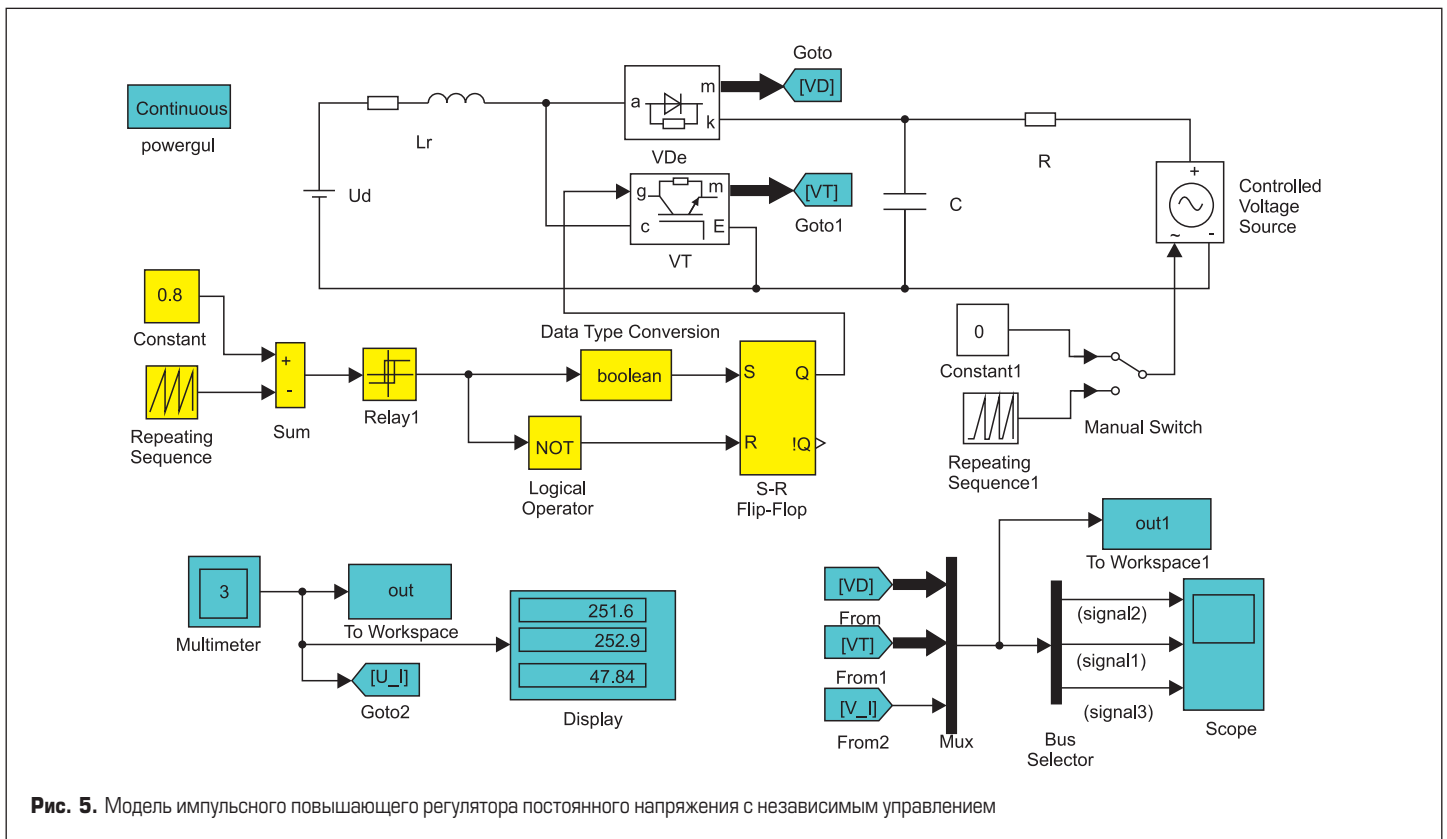 Goto
[VD]
Continuous
powergul
Lr
a
m
k
VDe
R
Ud
g
m
c
E
VT
[VT]
Goto1
C
+
~
-
Controlled
Voltage
Source
0.8
Constant
+
-
Sum
Repeating
Sequence
Relay1
Data Type Conversion
boolean
NOT
Logical
Operator
S
Q
R
!Q
S-R
Flip-Flop
0
Constant1
Manual Switch
Repeating
Sequence1
3
Multimeter
out
To Workspace
[U_I]
Goto2
251.6
252.9
47.84
Display
[VD]
From
[VT]
From1
[V_I]
From2
Mux
out1
To Workspace1
(signal2)
(signal1)
(signal3)
Bus
Selector
Scope
Рис. 5. Модель импульсного повышающего регулятора постоянного напряжения с независимым управлением